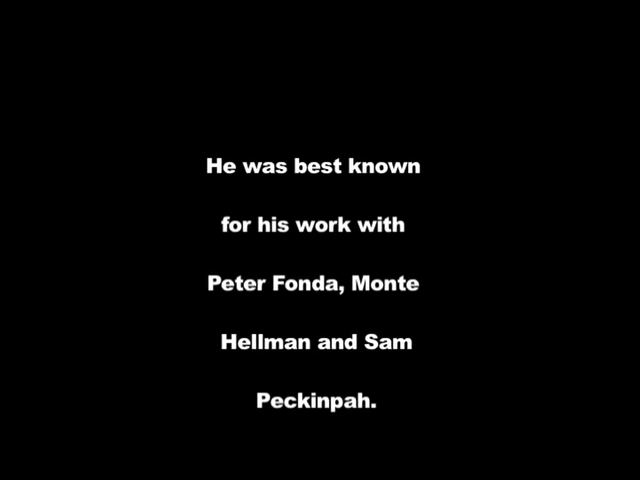 He was best known
for his work with
Peter Fonda, Monte
Hellman and Sam
Peckinpah.